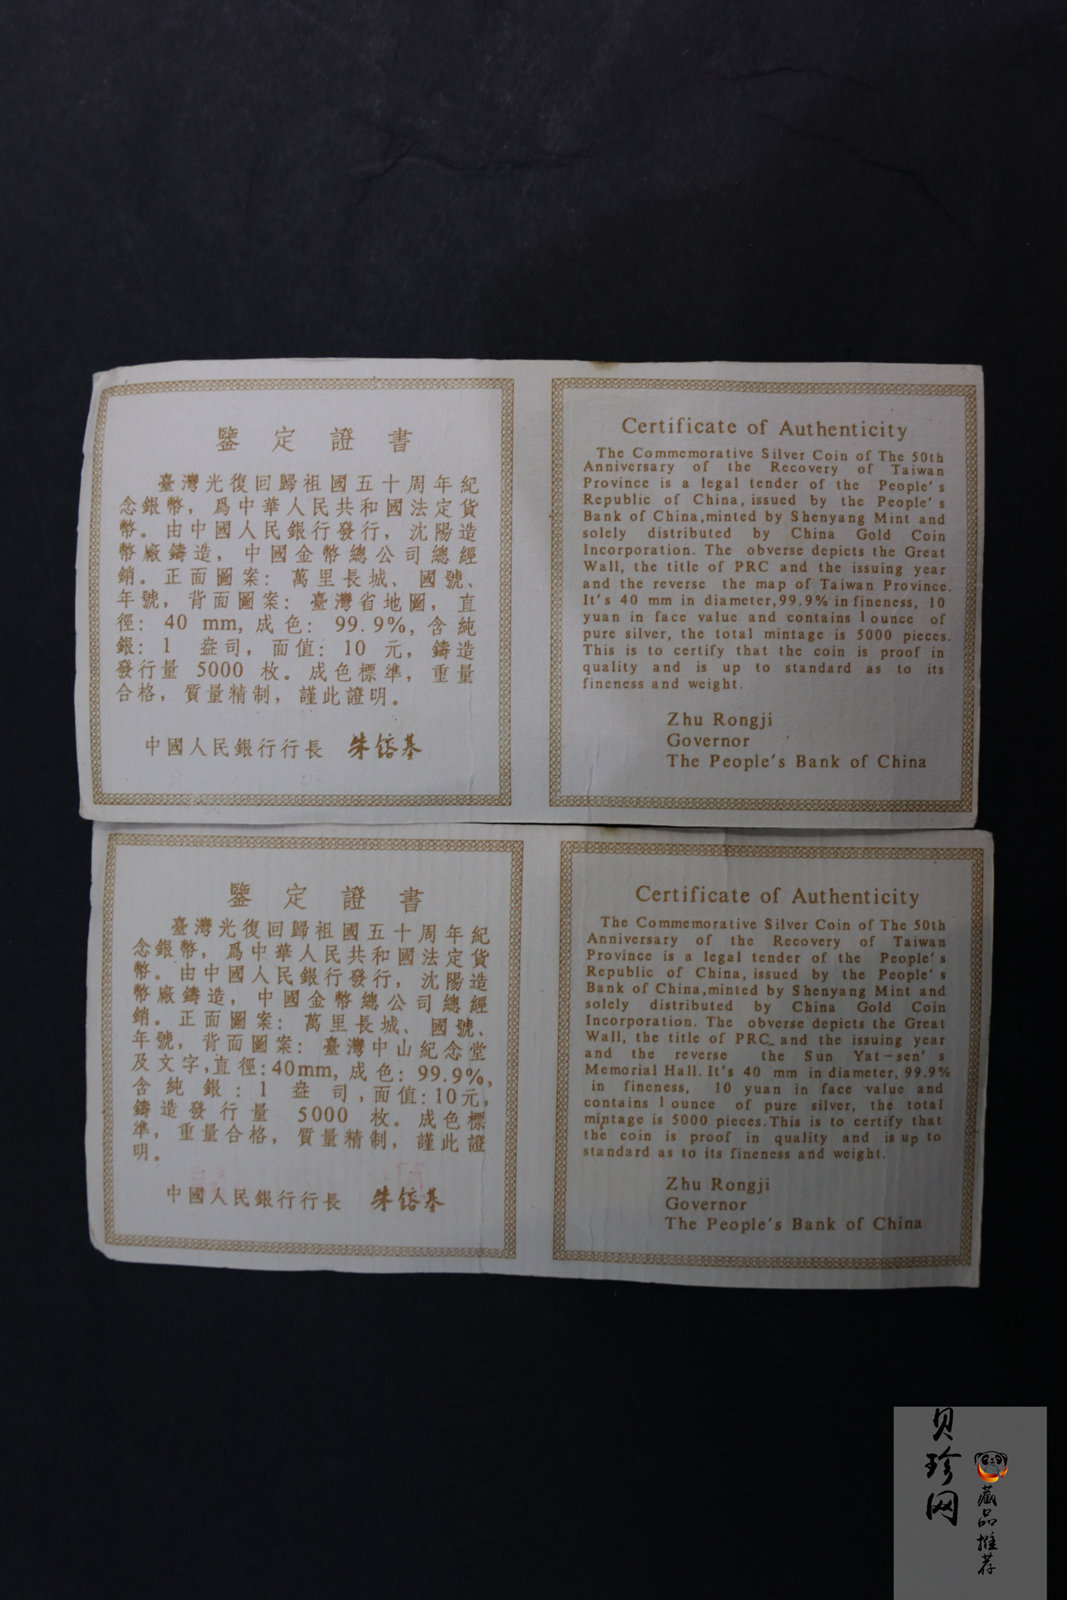 鑒定證書
臺灣光復回歸祖國五十周年紀
念銀幣，爲中華人民共和國法定貨
幣。由中國人民銀行發行，沈陽造
幣廠鑄造，中國金幣總公司總經
銷。正面圖案：萬里長城、國號、
年號，背面圖案：臺灣省地圖，直
徑：40 mm，成色：99.9%，含純
銀：1 盎司，面值：10 元，鑄造
發行量 5000 枚。成色標準，重量
合格，質量精制，謹此證明。
中國人民銀行行長 朱镕基
Certificate of Authenticity
The Commemorative Silver Coin of The 50th
Anniversary of the Recovery of Taiwan
Province is a legal tender of the People's
Republic of China, issued by the People's
Bank of China,minted by Shenyang Mint and
solely distributed by China Gold Coin
Incorporation. The obverse depicts the Great
Wall, the title of PRC and the issuing year
and the reverse the map of Taiwan Province.
It's 40 mm in diameter,99.9% in fineness, 10
yuan in face value and contains 1 ounce of
pure silver, the total mintage is 5000 pieces.
This is to certify that the coin is proof in
quality and is up to standard as to its
fineness and weight.
Zhu Rongji
Governor
The People's Bank of China
鑒定證書
臺灣光復回歸祖國五十周年紀
念銀幣，爲中華人民共和國法定貨
幣。由中國人民銀行發行，沈陽造
幣廠鑄造，中國金幣總公司總經
銷。正面圖案：萬里長城、國號、
年號，背面圖案：臺灣中山紀念堂
及文字，直徑：40mm，成色：99.9%，
含純銀：1 盎司，面值：10元，
鑄造發行量 5000 枚。成色標
準，重量合格，質量精制，謹此證
明。
中國人民銀行行長 朱镕基
Certificate of Authenticity
The Commemorative Silver Coin of The 50th
Anniversary of the Recovery of Taiwan
Province is a legal tender of the People's
Republic of China, issued by the People's
Bank of China,minted by Shenyang Mint and
solely distributed by China Gold Coin
Incorporation. The obverse depicts the Great
Wall, the title of PRC and the issuing year
and the reverse the Sun Yat-sen's
Memorial Hall. It's 40 mm in diameter, 99.9%
in fineness, 10 yuan in face value and
contains 1 ounce of pure silver, the total
mintage is 5000 pieces.This is to certify that
the coin is proof in quality and is up to
standard as to its fineness and weight.
Zhu Rongji
Governor
The People's Bank of China
贝珍网
藏品推荐